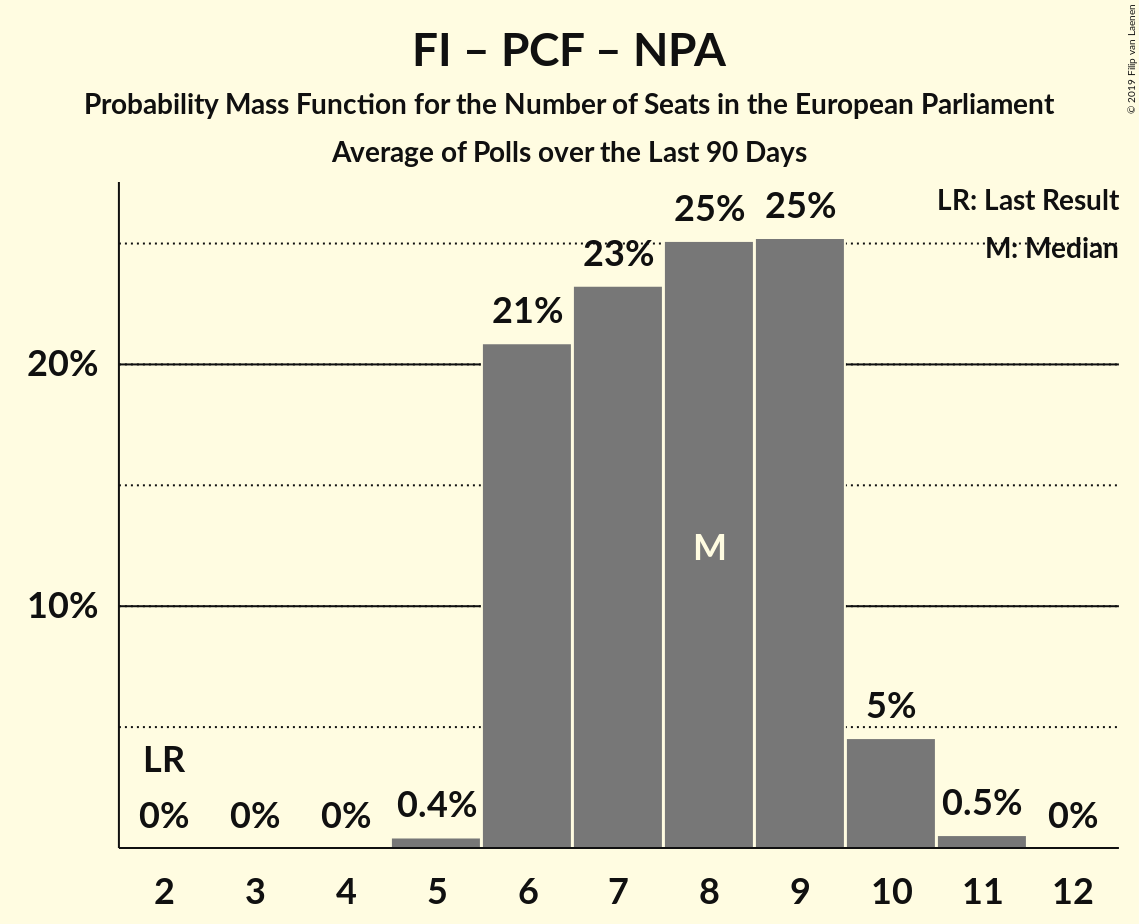 FI – PCF – NPA
Probability Mass Function for the Number of Seats in the European Parliament
Average of Polls over the Last 90 Days
© 2019 Filip van Laenen
LR: Last Result
M: Median
25% 25%
23%
21%
20%
M
10%
5%
LR
0% 0% 0% 0.4% 0.5% 0%
2 3 4 5 6 7 8 9 10 11 12